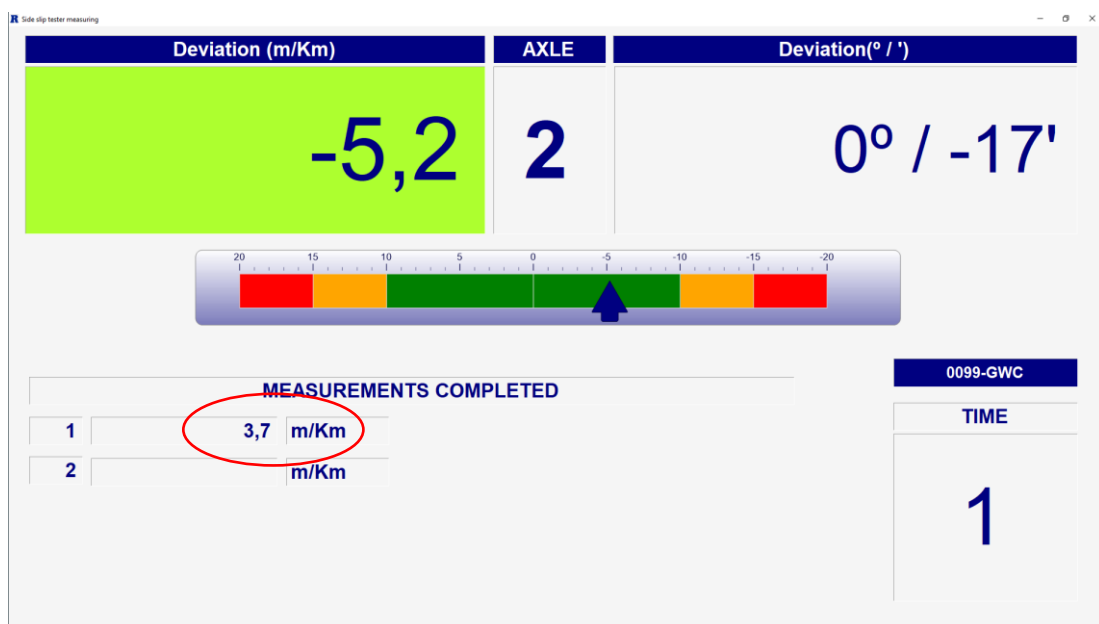 R Side slip tester measuring
Deviation (m/Km)
AXLE
Deviation(º / ')
-5,2
2
0º / -17'
20 15 10 5 0 -5 -10 -15 -20
MEASUREMENTS COMPLETED
1 3,7 m/Km
2 m/Km
0099-GWC
TIME
1